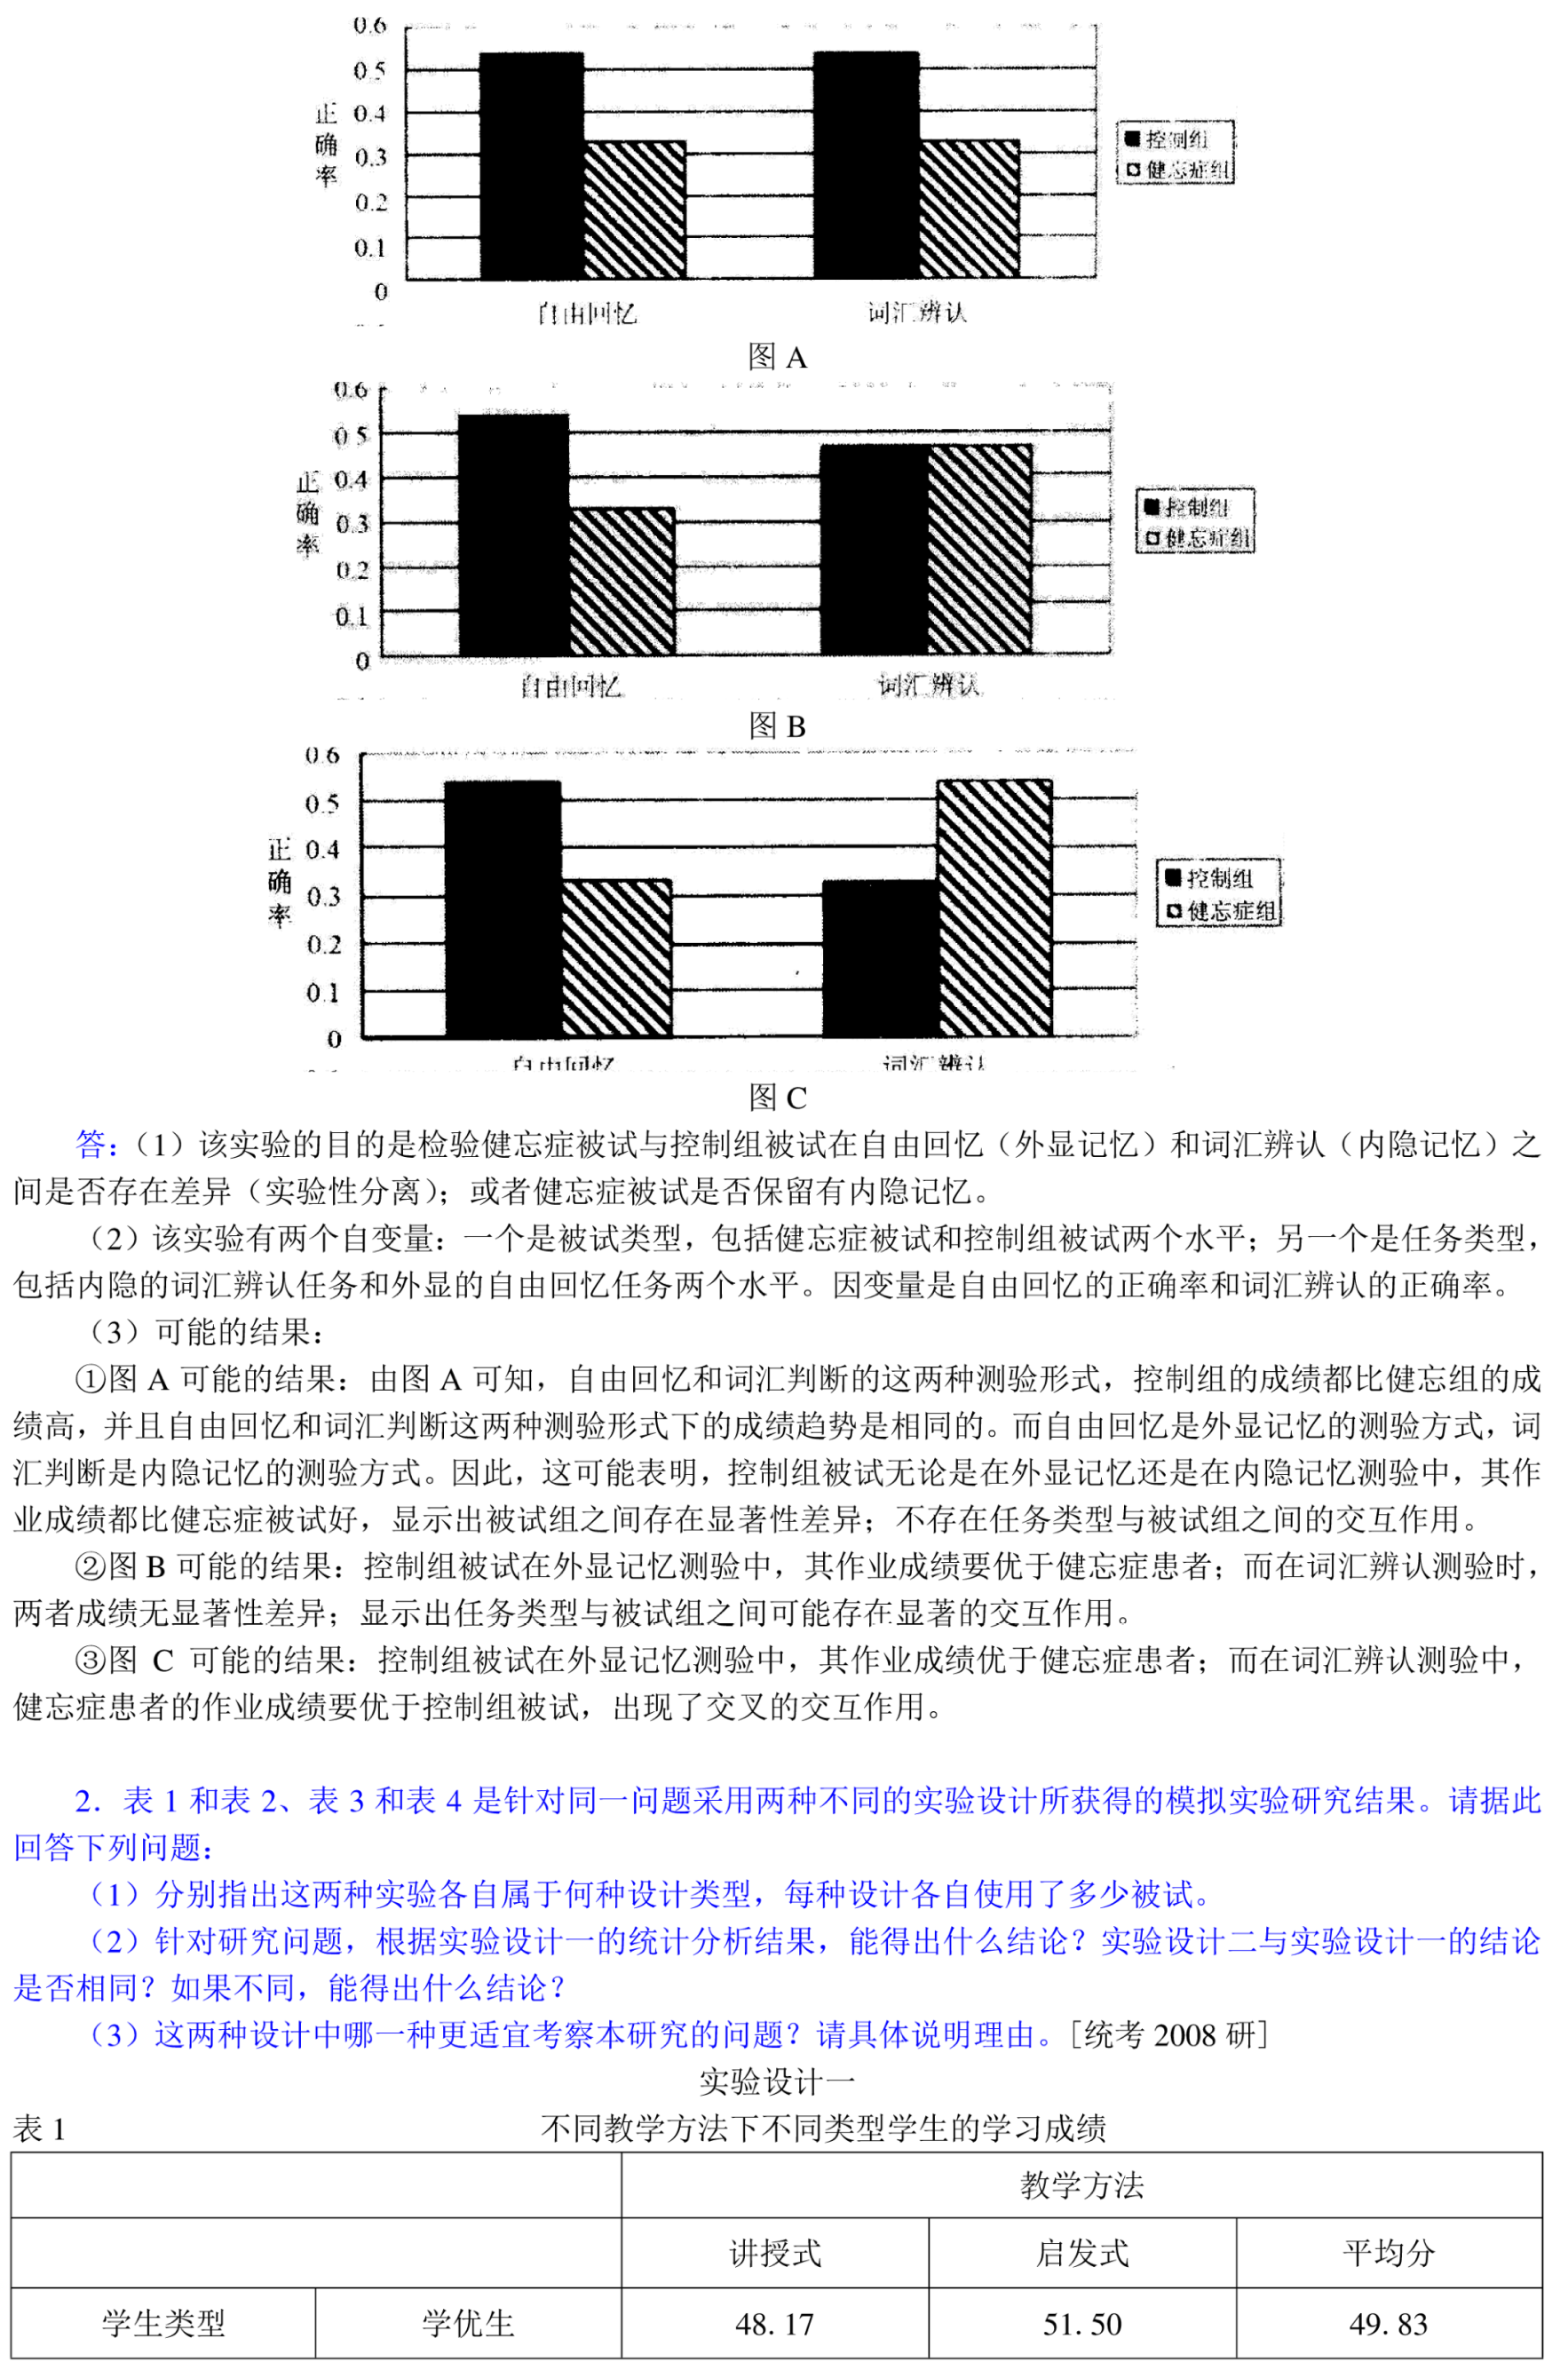 0.6
0.5
0.4
0.3
0.2
0.1
0
正
确
率
自由回忆 词汇辨认
控制组
健忘症组
图 A
0.6
0.5
0.4
0.3
0.2
0.1
0
正
确
率
自由回忆 词汇辨认
控制组
健忘症组
图 B
0.6
0.5
0.4
0.3
0.2
0.1
0
正
确
率
自由回忆 词汇辨认
控制组
健忘症组
图 C
答：（1）该实验的目的是检验健忘症被试与控制组被试在自由回忆（外显记忆）和词汇辨认（内隐记忆）之
间是否存在差异（实验性分离）；或者健忘症被试是否保留有内隐记忆。
（2）该实验有两个自变量：一个是被试类型，包括健忘症被试和控制组被试两个水平；另一个是任务类型，
包括内隐的词汇辨认任务和外显的自由回忆任务两个水平。因变量是自由回忆的正确率和词汇辨认的正确率。
（3）可能的结果：
①图 A 可能的结果：由图 A 可知，自由回忆和词汇判断的这两种测验形式，控制组的成绩都比健忘组的成
绩高，并且自由回忆和词汇判断这两种测验形式下的成绩趋势是相同的。而自由回忆是外显记忆的测验方式，词
汇判断是内隐记忆的测验方式。因此，这可能表明，控制组被试无论是在外显记忆还是在内隐记忆测验中，其作
业成绩都比健忘症被试好，显示出被试组之间存在显著性差异；不存在任务类型与被试组之间的交互作用。
②图 B 可能的结果：控制组被试在外显记忆测验中，其作业成绩要优于健忘症患者；而在词汇辨认测验时，
两者成绩无显著性差异；显示出任务类型与被试组之间可能存在显著的交互作用。
③图 C 可能的结果：控制组被试在外显记忆测验中，其作业成绩优于健忘症患者；而在词汇辨认测验中，
健忘症患者的作业成绩要优于控制组被试，出现了交叉的交互作用。
2．表 1 和表 2、表 3 和表 4 是针对同一问题采用两种不同的实验设计所获得的模拟实验研究结果。请据此
回答下列问题：
（1）分别指出这两种实验各自属于何种设计类型，每种设计各自使用了多少被试。
（2）针对研究问题，根据实验设计一的统计分析结果，能得出什么结论？实验设计二与实验设计一的结论
是否相同？如果不同，能得出什么结论？
（3）这两种设计中哪一种更适宜考察本研究的问题？请具体说明理由。［统考 2008 研］
实验设计一
表 1 不同教学方法下不同类型学生的学习成绩
教学方法
讲授式 启发式 平均分
学生类型 学优生 48.17 51.50 49.83